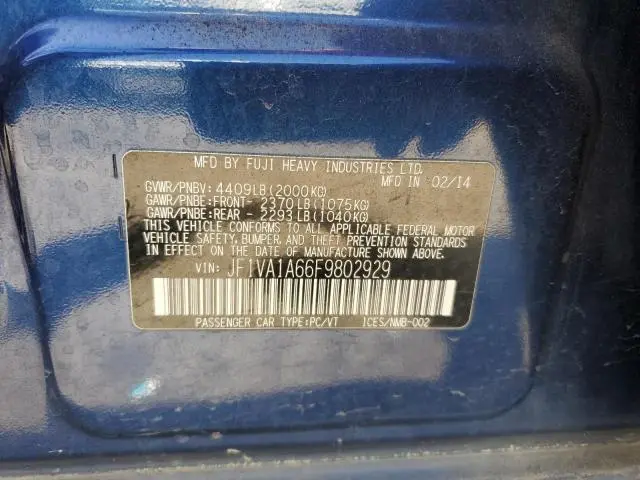 MFD BY FUJI HEAVY INDUSTRIES LTD.
MFD IN 02/14
GVWR/PNBV: 4409LB(2000KG)
GAWR/PNBE:FRONT- 2370LB(1075KG)
GAWR/PNBE:REAR - 2293LB(1040KG)
THIS VEHICLE CONFORMS TO ALL APPLICABLE FEDERAL MOTOR
VEHICLE SAFETY, BUMPER, AND THEFT PREVENTION STANDARDS
IN EFFECT ON THE DATE OF MANUFACTURE SHOWN ABOVE.
VIN: JF1VA1A66F9802929
PASSENGER CAR TYPE:PC/VT ICES/NMB-002